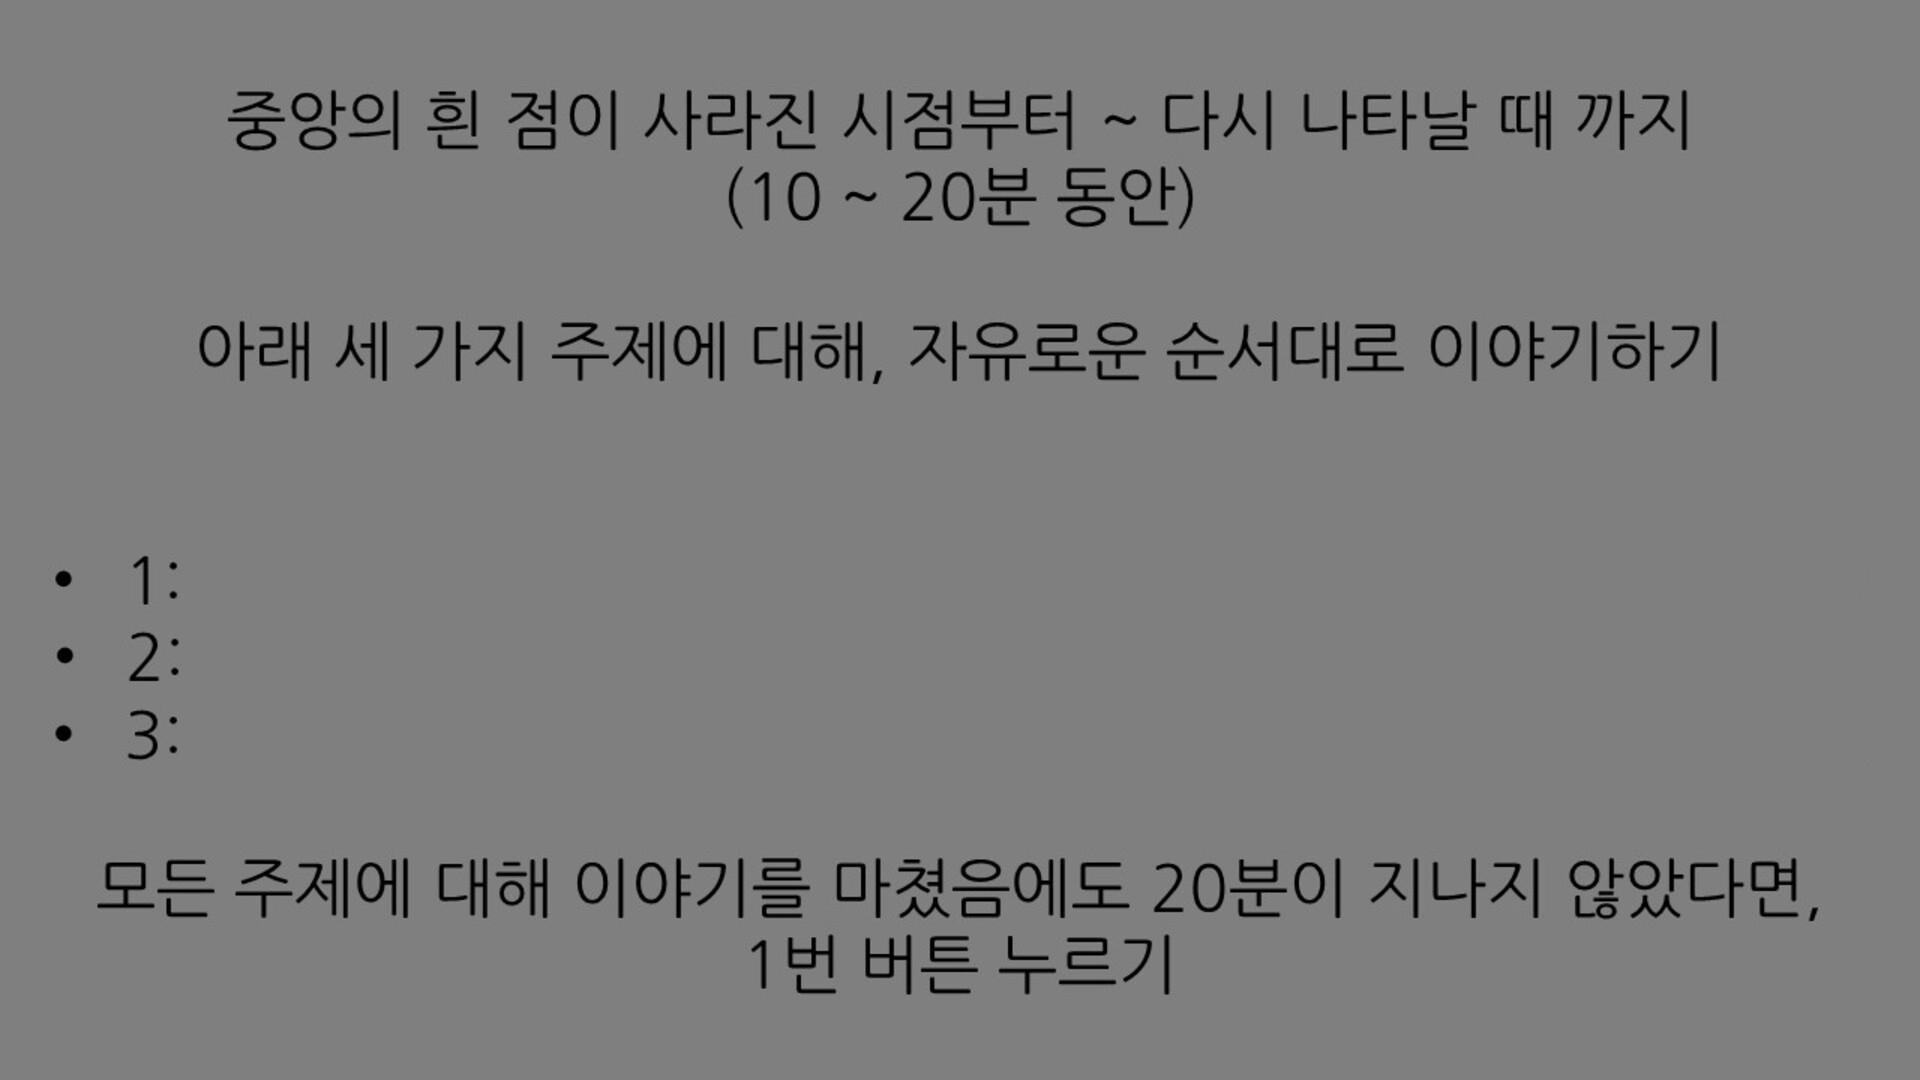 중앙의 흰 점이 사라진 시점부터 ~ 다시 나타날 때 까지
(10 ~ 20분 동안)
아래 세 가지 주제에 대해, 자유로운 순서대로 이야기하기
• 1:
• 2:
• 3:
모든 주제에 대해 이야기를 마쳤음에도 20분이 지나지 않았다면,
1번 버튼 누르기